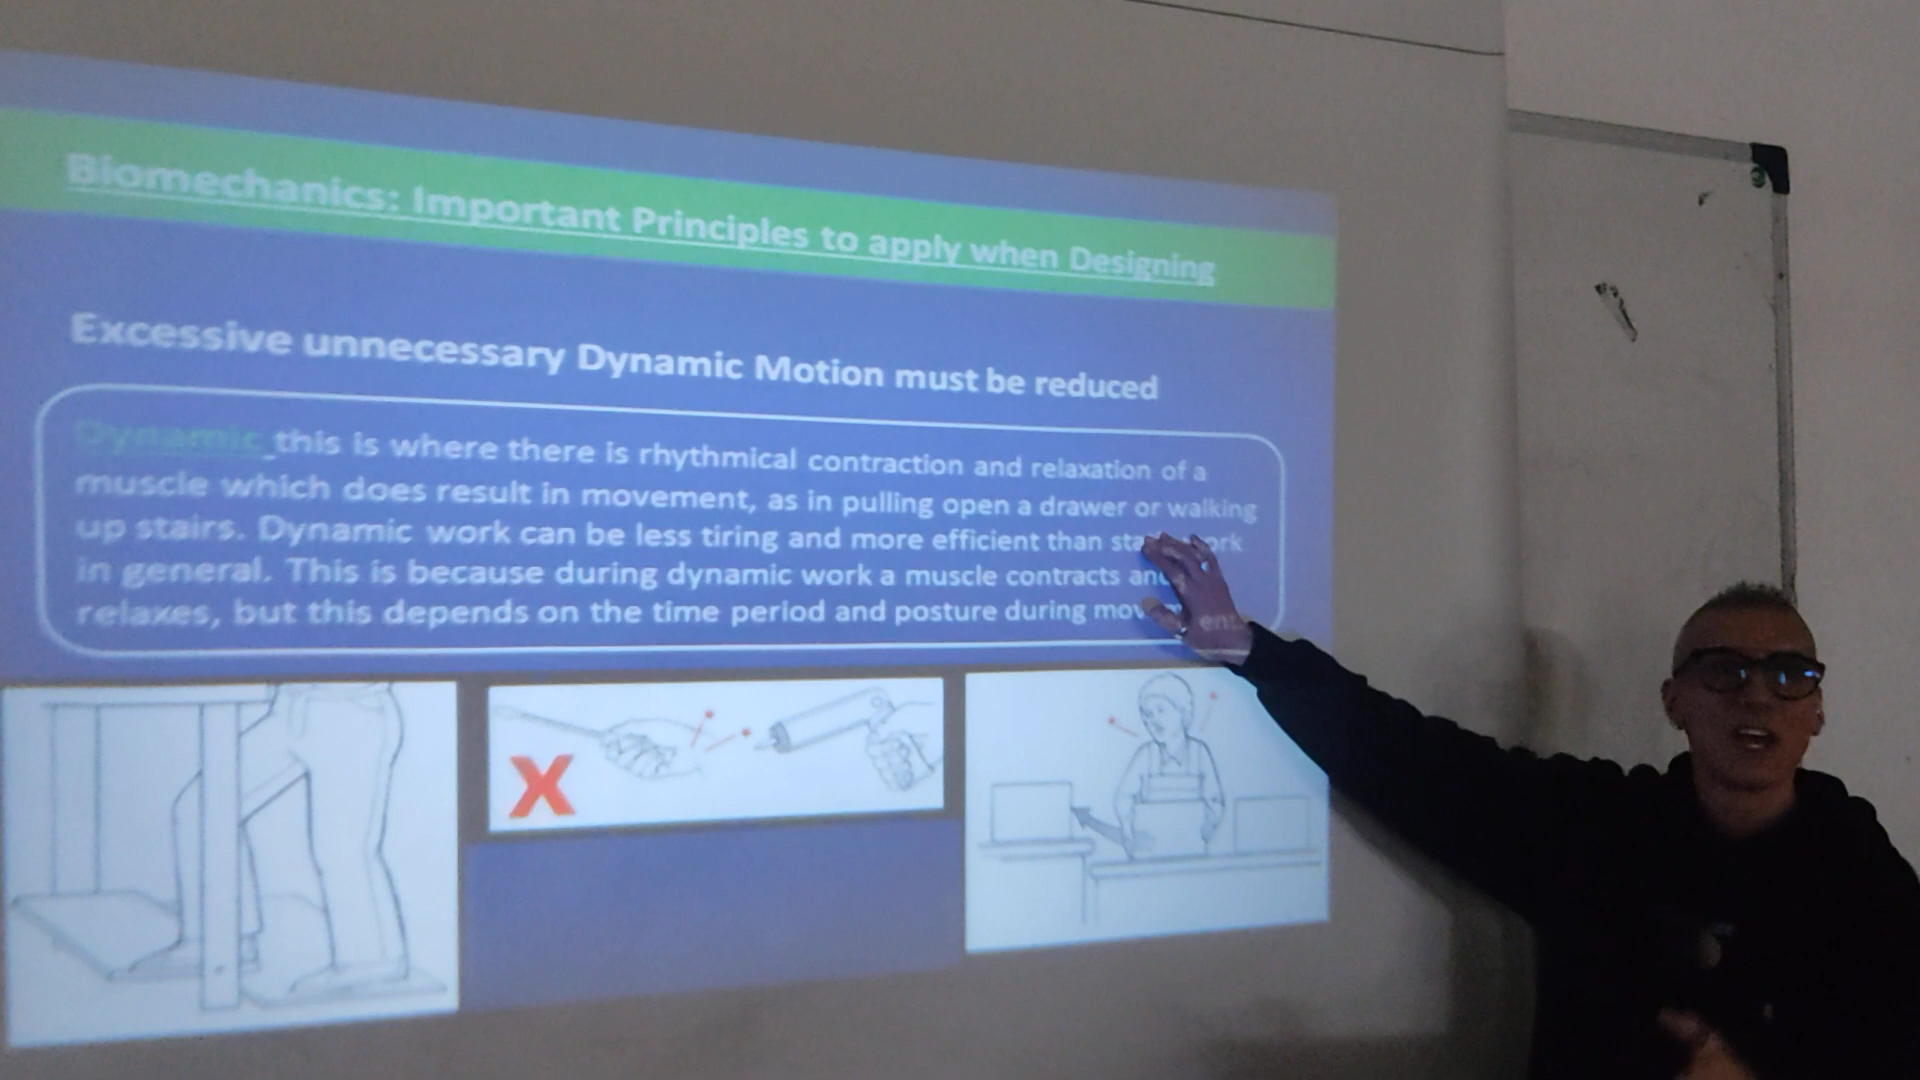 Biomechanics: Important Principles to apply when Designing
Excessive unnecessary Dynamic Motion must be reduced
Dynamic this is where there is rhythmical contraction and relaxation of a
muscle which does result in movement, as in pulling open a drawer or walking
up stairs. Dynamic work can be less tiring and more efficient than
in general. This is because during dynamic work a muscle contracts and
relaxes, but this depends on the time period and posture during
X